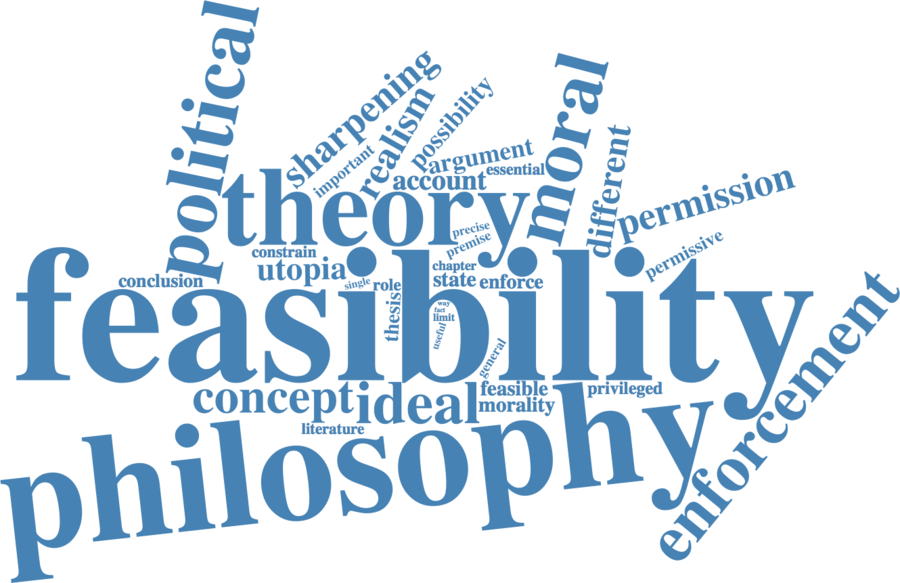 political
sharpening
important
realism
possibility
argument
essential
account
moral
different
permission
theory
precise
premise
permissive
constrain
utopia
conclusion
single
role
chapter
state
enforce
thesis
way
fact
limit
useful
general
feasibility
enforcement
concept
ideal
feasible
morality
privileged
literature
philosophy